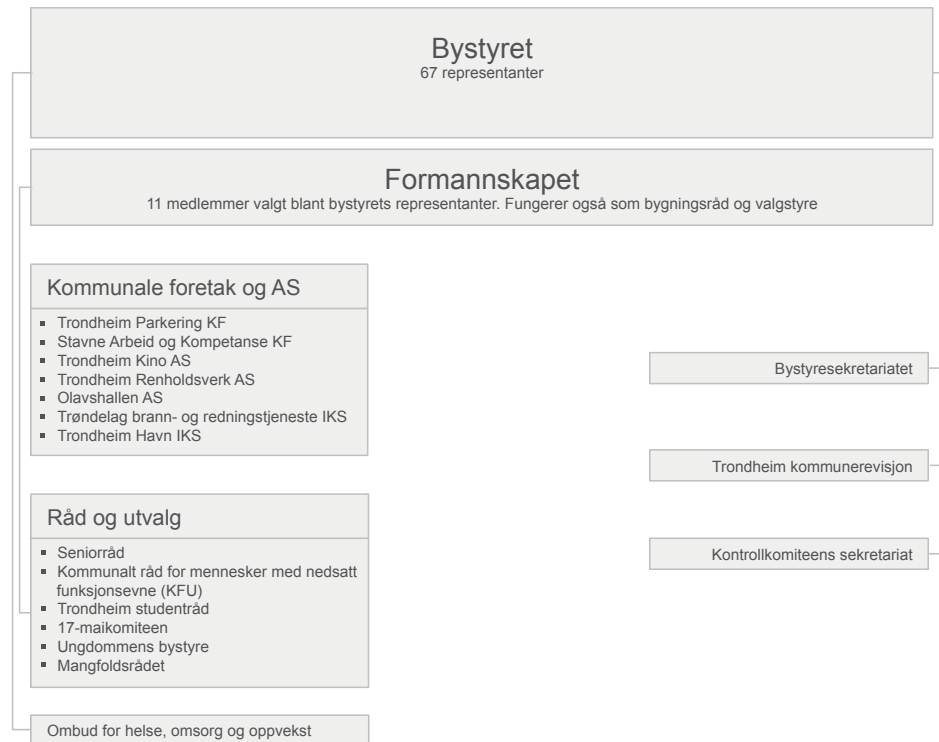 Bystyret
67 representanter
Formannskapet
11 medlemmer valgt blant bystyrets representanter. Fungerer også som bygningsråd og valgstyre
Kommunale foretak og AS
Trondheim Parkering KF
Stavne Arbeid og Kompetanse KF
Trondheim Kino AS
Trondheim Renholdsverk AS
Olavshallen AS
Trøndelag brann- og redningstjeneste IKS
Trondheim Havn IKS
Bystyresekretariatet
Trondheim kommunerevisjon
Kontrollkomiteens sekretariat
Råd og utvalg
Seniorråd
Kommunalt råd for mennesker med nedsatt
funksjonsevne (KFU)
Trondheim studentråd
17-maikomiteen
Ungdommens bystyre
Mangfoldsrådet
Ombud for helse, omsorg og oppvekst